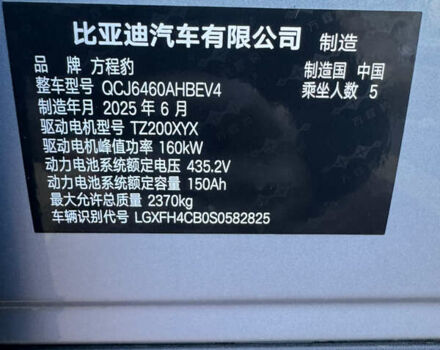 比亚迪汽车有限公司 制造
品 牌 方程豹 制造国 中国
整车型号 QCJ6460AHBEV4 乘坐人数 5
制造年月 2025 年 6 月
驱动电机型号 TZ200XYX
驱动电机峰值功率 160kW
动力电池系统额定电压 435.2V
动力电池系统额定容量 150Ah
最大允许总质量 2370kg
车辆识别代号 LGXFH4CB0S0582825